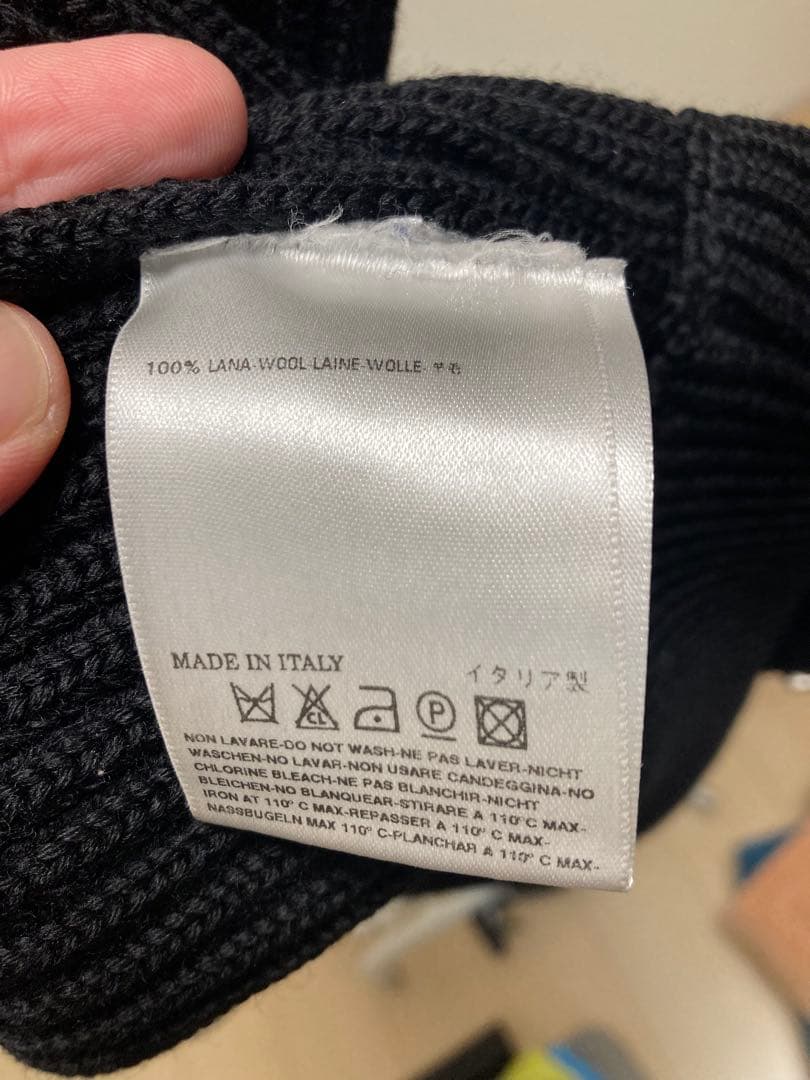 100% LANA-WOOL-LAINE-WOLLE- 羊毛
MADE IN ITALY
イタリア製
CL
P
NON LAVARE-DO NOT WASH-NE PAS LAVER-NICHT
WASCHEN-NO LAVAR-NON USARE CANDEGGINA-NO
CHLORINE BLEACH-NE PAS BLANCHIR-NICHT
BLEICHEN-NO BLANQUEAR-STIRARE A 110° C MAX-
IRON AT 110° C MAX-REPASSER A 110° C MAX-
NASSBUGELN MAX 110° C-PLANCHAR A 110° C MAX-